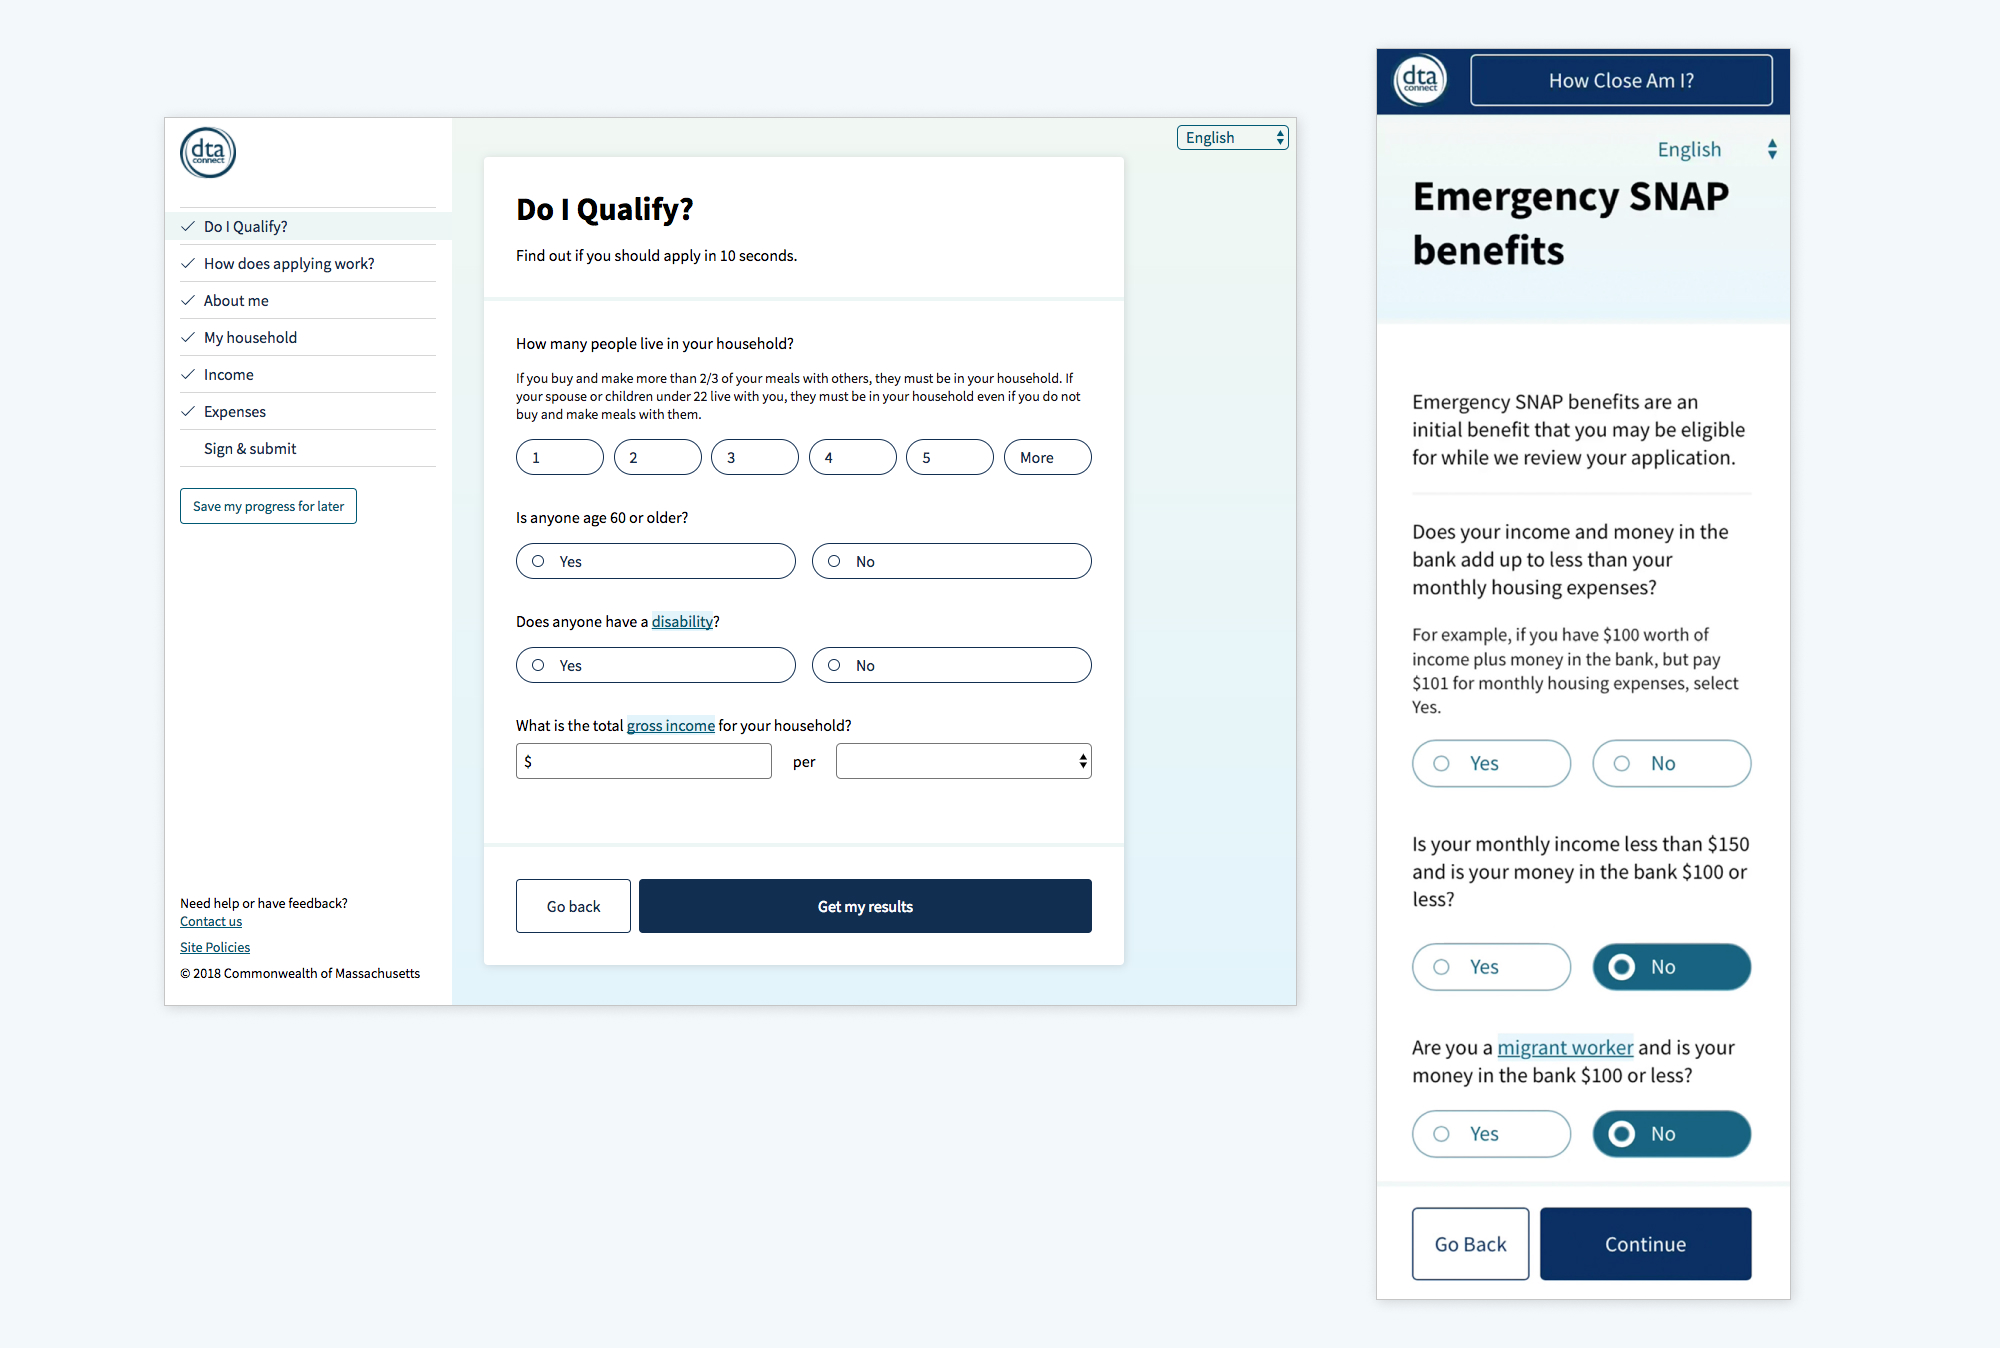 dta
connect
Do I Qualify?
How does applying work?
About me
My household
Income
Expenses
Sign & submit
Save my progress for later
Need help or have feedback?
Contact us
Site Policies
© 2018 Commonwealth of Massachusetts
English
Do I Qualify?
Find out if you should apply in 10 seconds.
How many people live in your household?
If you buy and make more than 2/3 of your meals with others, they must be in your household. If
your spouse or children under 22 live with you, they must be in your household even if you do not
buy and make meals with them.
1 2 3 4 5 More
Is anyone age 60 or older?
Yes No
Does anyone have a disability?
Yes No
What is the total gross income for your household?
$ per
Go back Get my results
dta
connect
How Close Am I?
English
Emergency SNAP
benefits
Emergency SNAP benefits are an
initial benefit that you may be eligible
for while we review your application.
Does your income and money in the
bank add up to less than your
monthly housing expenses?
For example, if you have $100 worth of
income plus money in the bank, but pay
$101 for monthly housing expenses, select
Yes.
Yes No
Is your monthly income less than $150
and is your money in the bank $100 or
less?
Yes No
Are you a migrant worker and is your
money in the bank $100 or less?
Yes No
Go Back Continue